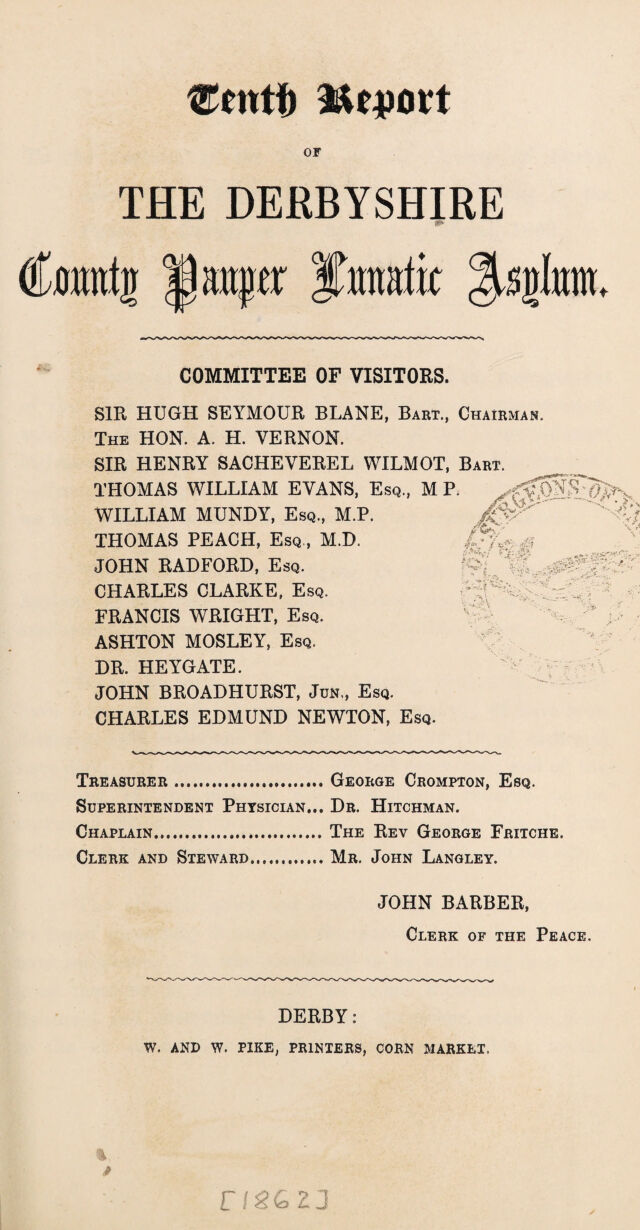 Tenth Report
OF
THE DERBYSHIRE
County Pauper Lunatic Asylum.
COMMITTEE OF VISITORS.
SIR HUGH SEYMOUR BLANE, BART., CHAIRMAN.
THE HON. A. H. VERNON.
SIR HENRY SACHEVEREL WILMOT, BART.
THOMAS WILLIAM EVANS, ESQ., M P.
WILLIAM MUNDY, ESQ., M.P.
THOMAS PEACH, ESQ., M.D.
JOHN RADFORD, ESQ.
CHARLES CLARKE, ESQ.
FRANCIS WRIGHT, ESQ.
ASHTON MOSLEY, ESQ.
DR. HEYGATE.
JOHN BROADHURST, JUN., ESQ.
CHARLES EDMUND NEWTON, ESQ.
SURGEONS OF
TREASURER ........................ GEORGE CROMPTON, ESQ.
SUPERINTENDENT PHYSICIAN... DR. HITCHMAN.
CHAPLAIN........................... THE REV GEORGE FRITCHE.
CLERK AND STEWARD............ MR. JOHN LANGLEY.
JOHN BARBER,
CLERK OF THE PEACE.
DERBY:
W. AND W. PIKE, PRINTERS, CORN MARKET.
[1862]